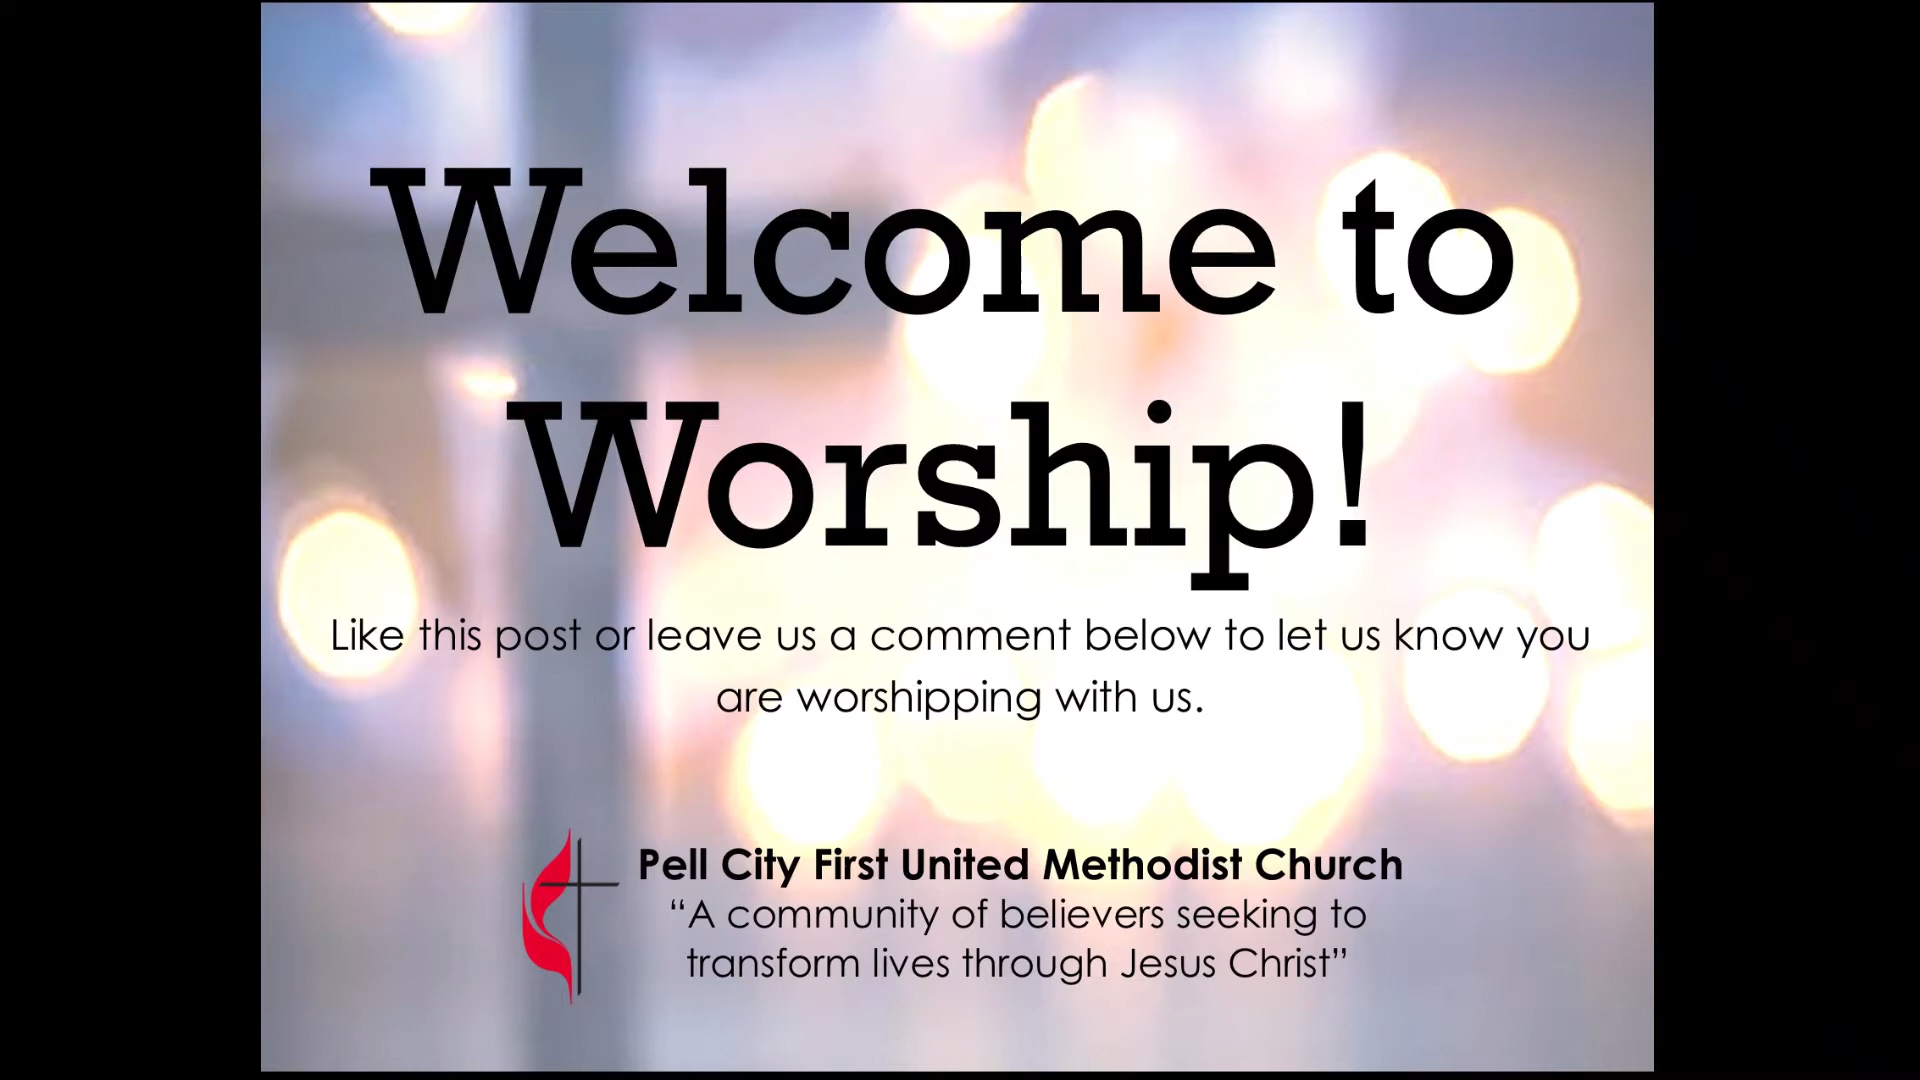 Welcome to
Worship!
Like this post or leave us a comment below to let us know you
are worshipping with us.
Pell City First United Methodist Church
“A community of believers seeking to
transform lives through Jesus Christ”